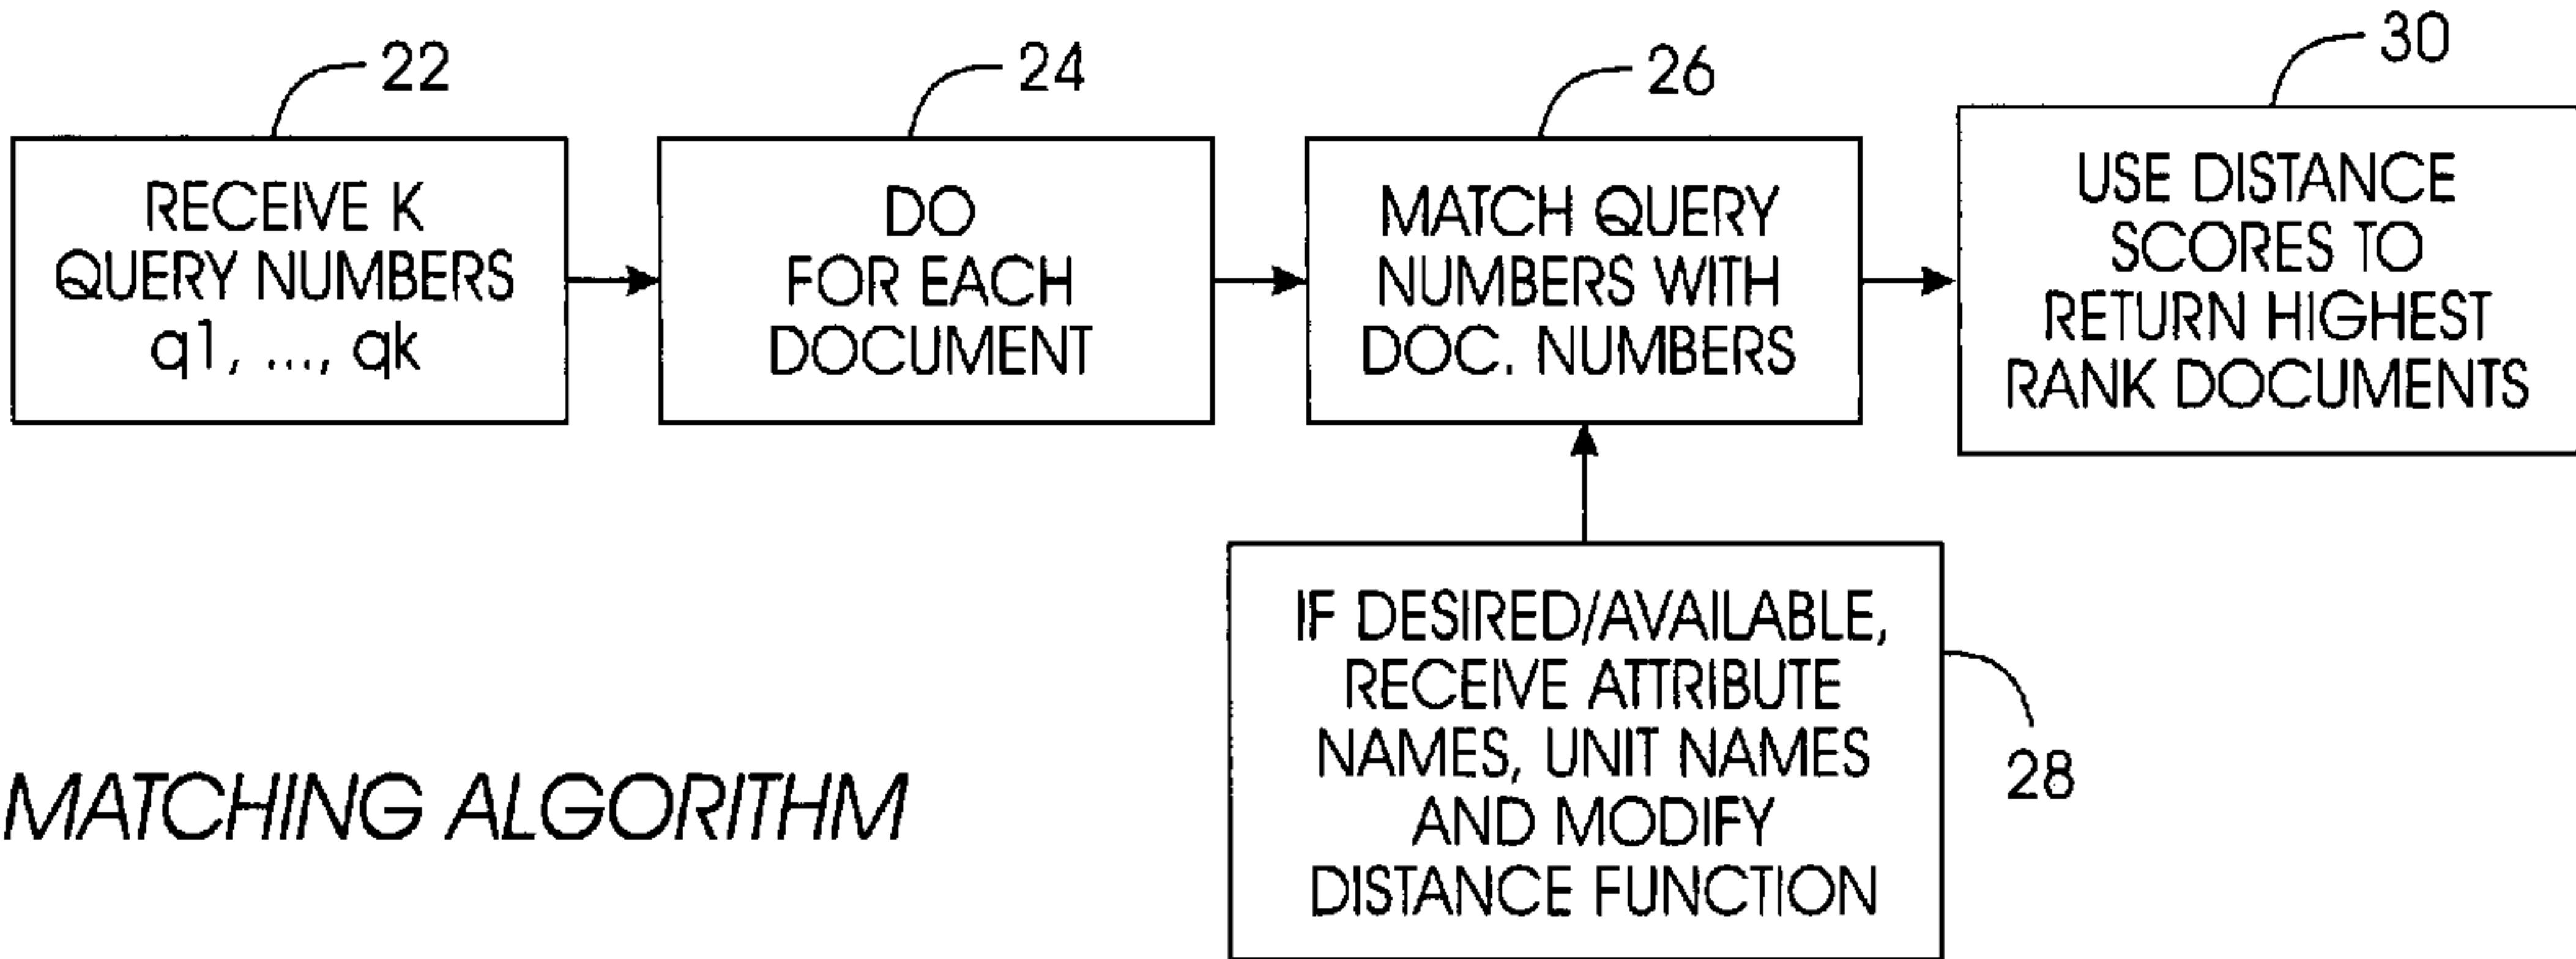 22
24
26
30
RECEIVE K
QUERY NUMBERS
q1, ..., qk
DO
FOR EACH
DOCUMENT
MATCH QUERY
NUMBERS WITH
DOC. NUMBERS
USE DISTANCE
SCORES TO
RETURN HIGHEST
RANK DOCUMENTS
IF DESIRED/AVAILABLE,
RECEIVE ATTRIBUTE
NAMES, UNIT NAMES
AND MODIFY
DISTANCE FUNCTION
28
MATCHING ALGORITHM